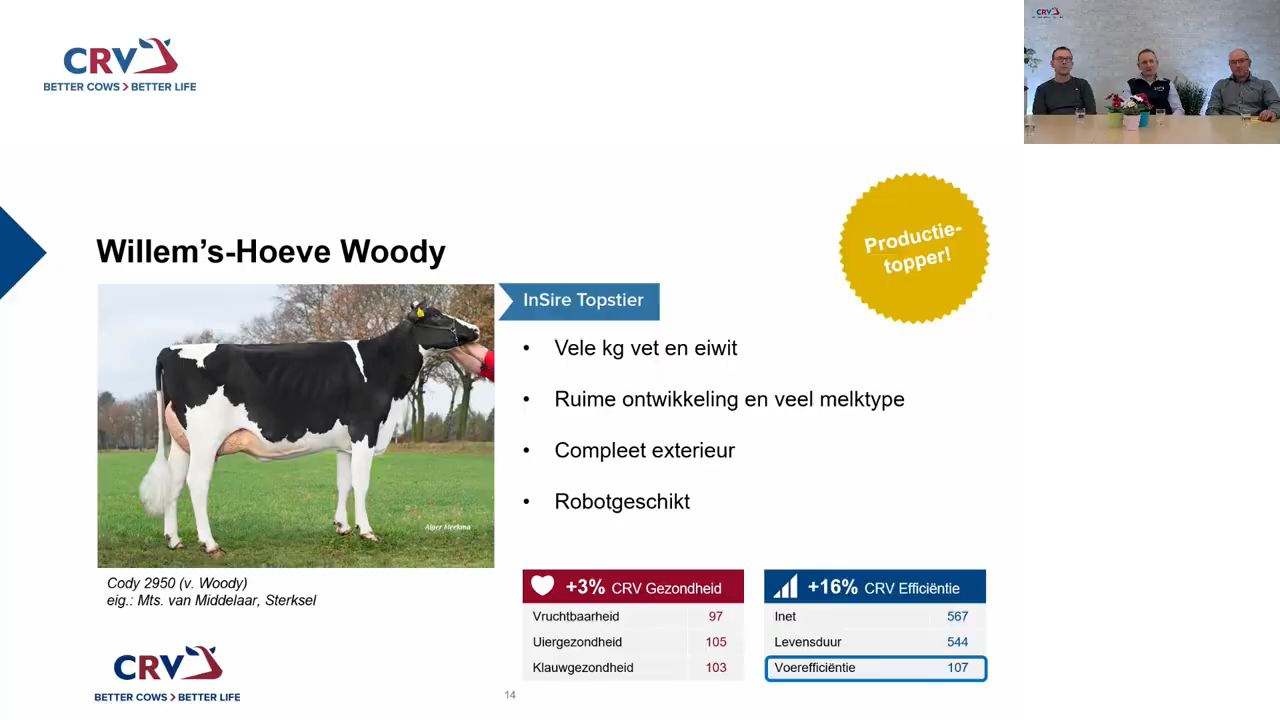 CRV
BETTER COWS > BETTER LIFE
CRV
Productie-
topper!
Willem's-Hoeve Woody
InSire Topstier
• Vele kg vet en eiwit
• Ruime ontwikkeling en veel melktype
• Compleet exterieur
• Robotgeschikt
Alger Meekma
Cody 2950 (v. Woody)
eig.: Mts. van Middelaar, Sterksel
+3% CRV Gezondheid
Vruchtbaarheid 97
Uiergezondheid 105
Klauwgezondheid 103
+16% CRV Efficiëntie
Inet 567
Levensduur 544
Voerefficiëntie 107
CRV
BETTER COWS > BETTER LIFE
14